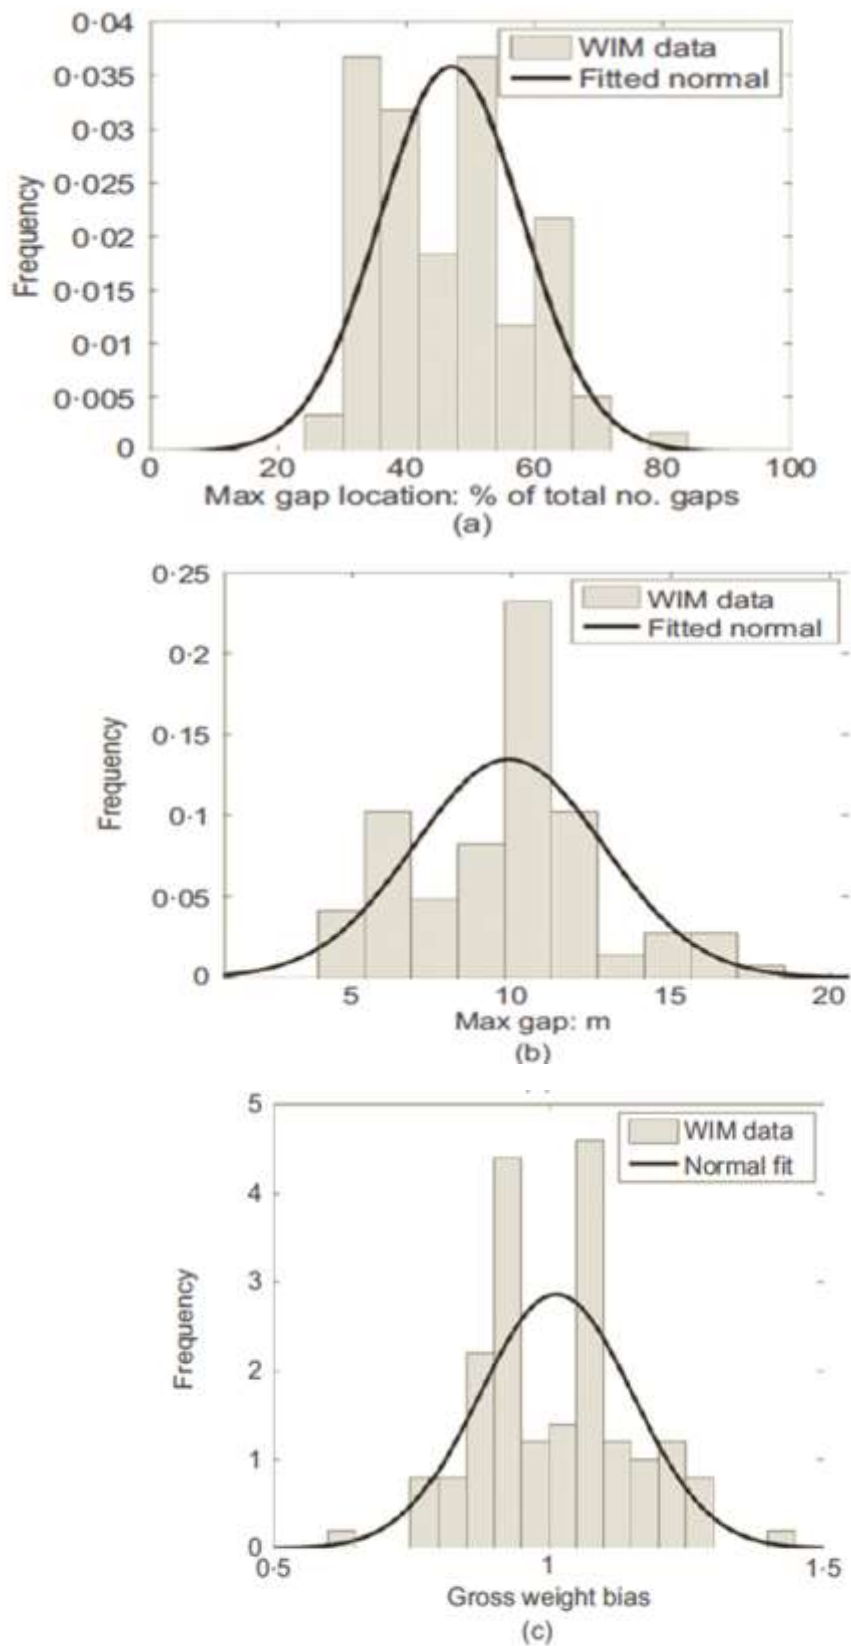 0·04
WIM data
Fitted normal
0·035
0·03
0·025
0·02
0·015
0·01
0·005
0
Frequency
0 20 40 60 80 100
Max gap location: % of total no. gaps
(a)
0·25
WIM data
Fitted normal
0·2
0·15
0·1
0·05
0
Frequency
5 10 15 20
Max gap: m
(b)
5
WIM data
Normal fit
4
3
2
1
0
Frequency
0·5 1 1·5
Gross weight bias
(c)